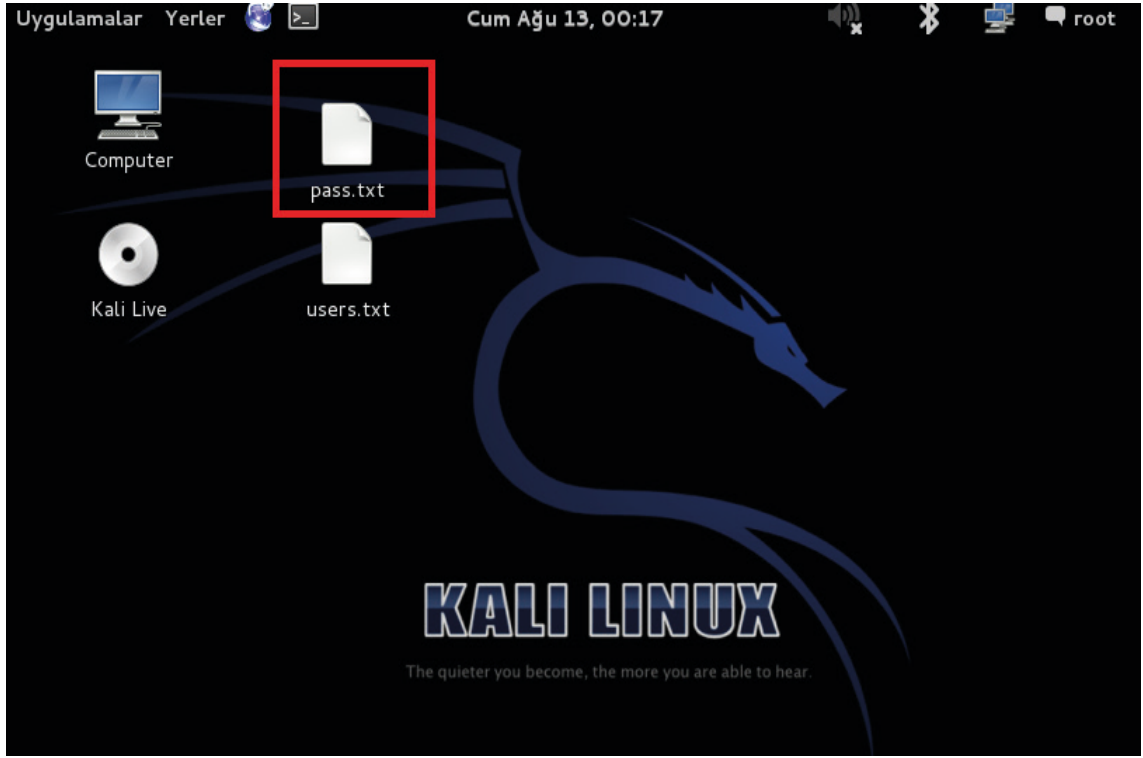 Uygulamalar Yerler Cum Ağu 13, 00:17 root
Computer
pass.txt
Kali Live
users.txt
KALI LINUX
The quieter you become, the more you are able to hear.